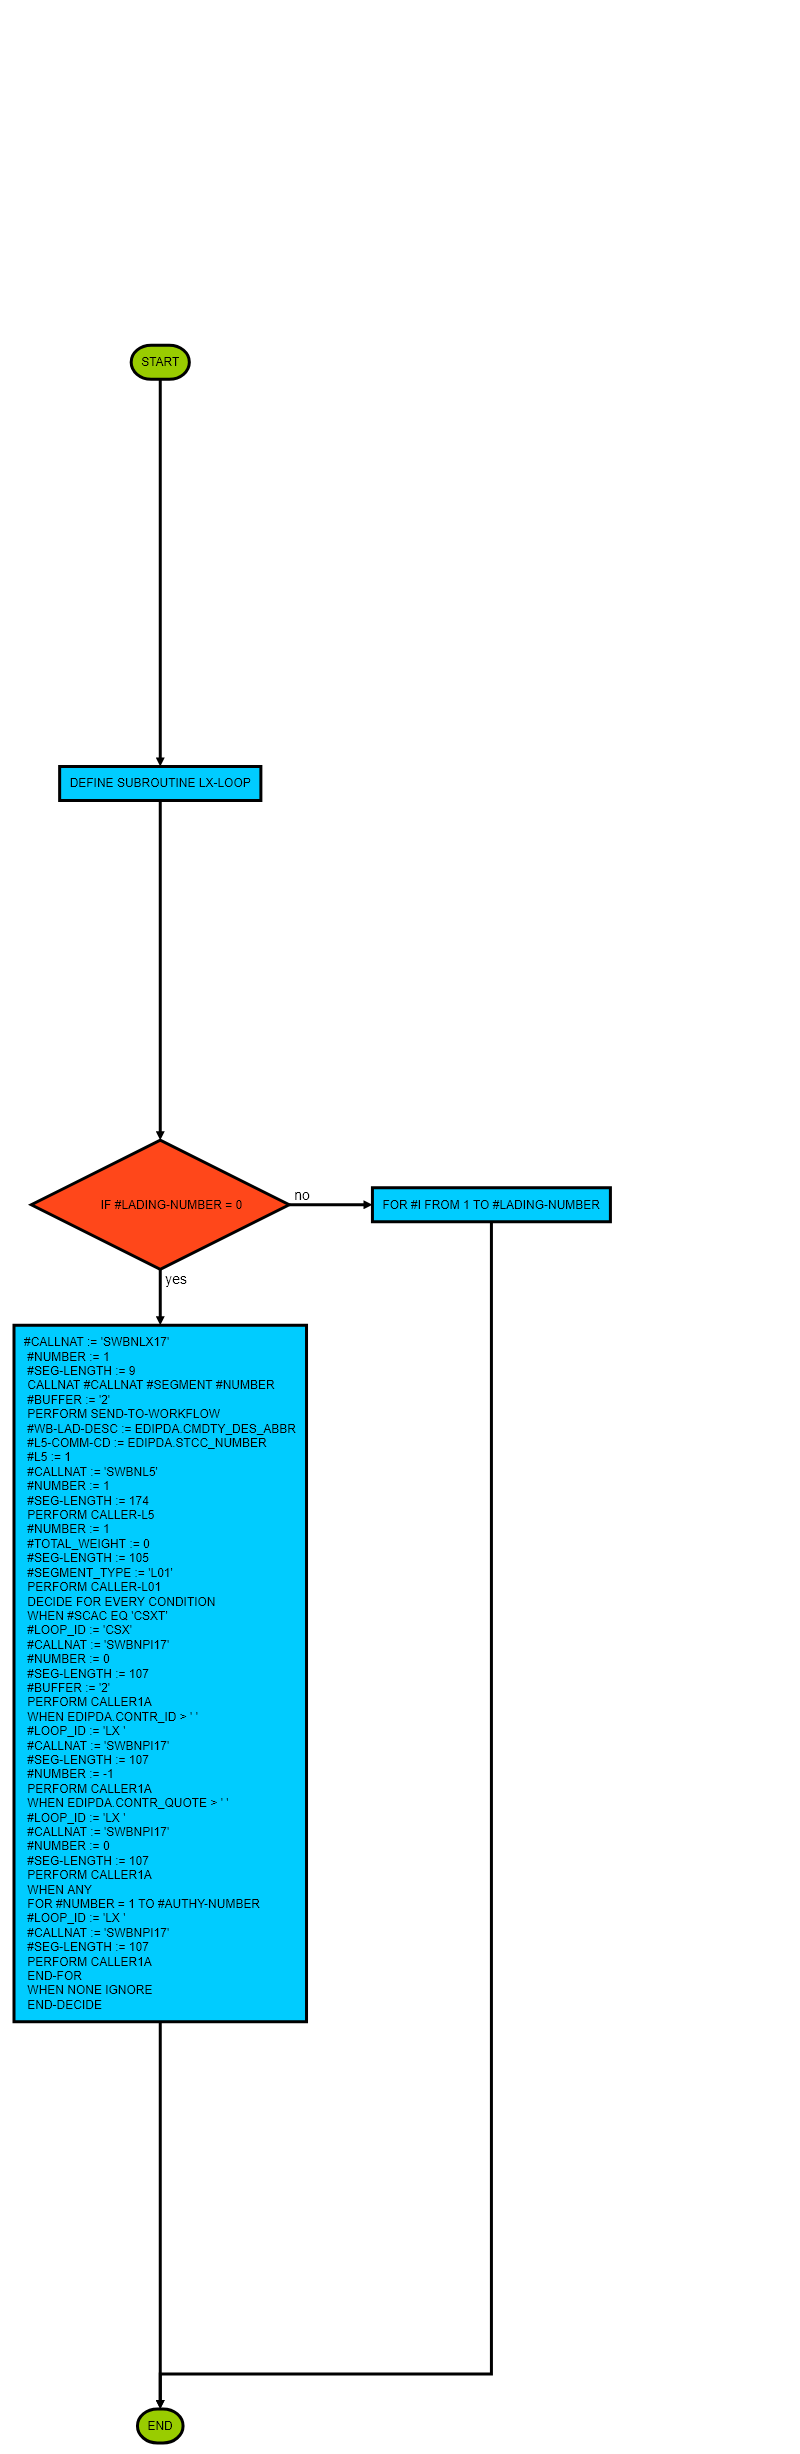 START
DEFINE SUBROUTINE LX-LOOP
IF #LADING-NUMBER = 0
no
FOR #I FROM 1 TO #LADING-NUMBER
yes
#CALLNAT := 'SWBNLX17'
#NUMBER := 1
#SEG-LENGTH := 9
CALLNAT #CALLNAT #SEGMENT #NUMBER
#BUFFER := '2'
PERFORM SEND-TO-WORKFLOW
#WB-LAD-DESC := EDIPDA.CMDTY_DES_ABBR
#L5-COMM-CD := EDIPDA.STCC_NUMBER
#L5 := 1
#CALLNAT := 'SWBNL5'
#NUMBER := 1
#SEG-LENGTH := 174
PERFORM CALLER-L5
#NUMBER := 1
#TOTAL_WEIGHT := 0
#SEG-LENGTH := 105
#SEGMENT_TYPE := 'L01'
PERFORM CALLER-L01
DECIDE FOR EVERY CONDITION
WHEN #SCAC EQ 'CSXT'
#LOOP_ID := 'CSX'
#CALLNAT := 'SWBNPI17'
#NUMBER := 0
#SEG-LENGTH := 107
#BUFFER := '2'
PERFORM CALLER1A
WHEN EDIPDA.CONTR_ID > ' '
#LOOP_ID := 'LX '
#CALLNAT := 'SWBNPI17'
#SEG-LENGTH := 107
#NUMBER := -1
PERFORM CALLER1A
WHEN EDIPDA.CONTR_QUOTE > ' '
#LOOP_ID := 'LX '
#CALLNAT := 'SWBNPI17'
#NUMBER := 0
#SEG-LENGTH := 107
PERFORM CALLER1A
WHEN ANY
FOR #NUMBER = 1 TO #AUTHY-NUMBER
#LOOP_ID := 'LX '
#CALLNAT := 'SWBNPI17'
#SEG-LENGTH := 107
PERFORM CALLER1A
END-FOR
WHEN NONE IGNORE
END-DECIDE
END